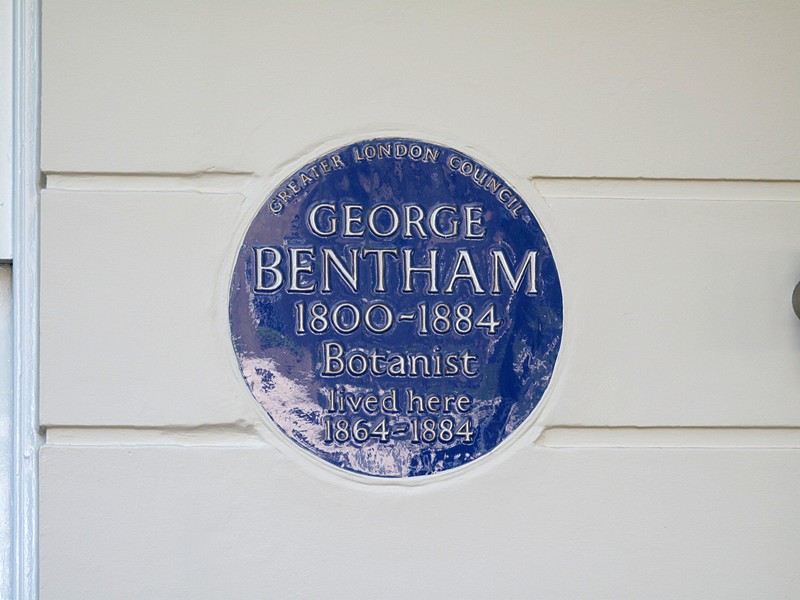 GREATER LONDON COUNCIL
GEORGE
BENTHAM
1800-1884
Botanist
lived here
1864-1884